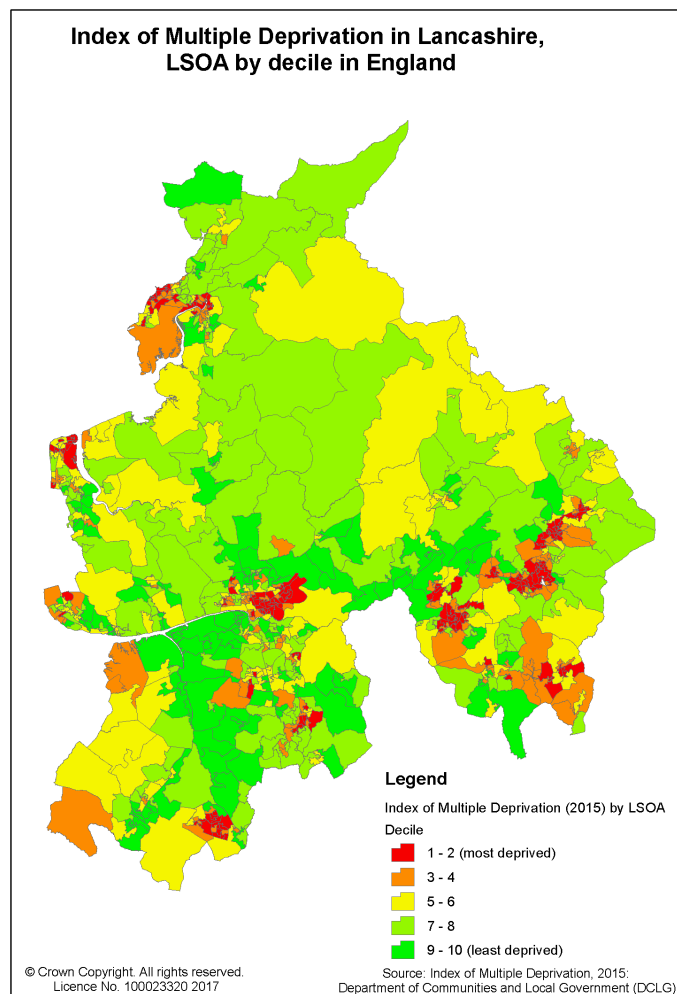 Index of Multiple Deprivation in Lancashire,
LSOA by decile in England
Legend
Index of Multiple Deprivation (2015) by LSOA
Decile
1 - 2 (most deprived)
3 - 4
5 - 6
7 - 8
9 - 10 (least deprived)
© Crown Copyright. All rights reserved.
Licence No. 100023320 2017
Source: Index of Multiple Deprivation, 2015:
Department of Communities and Local Government (DCLG)